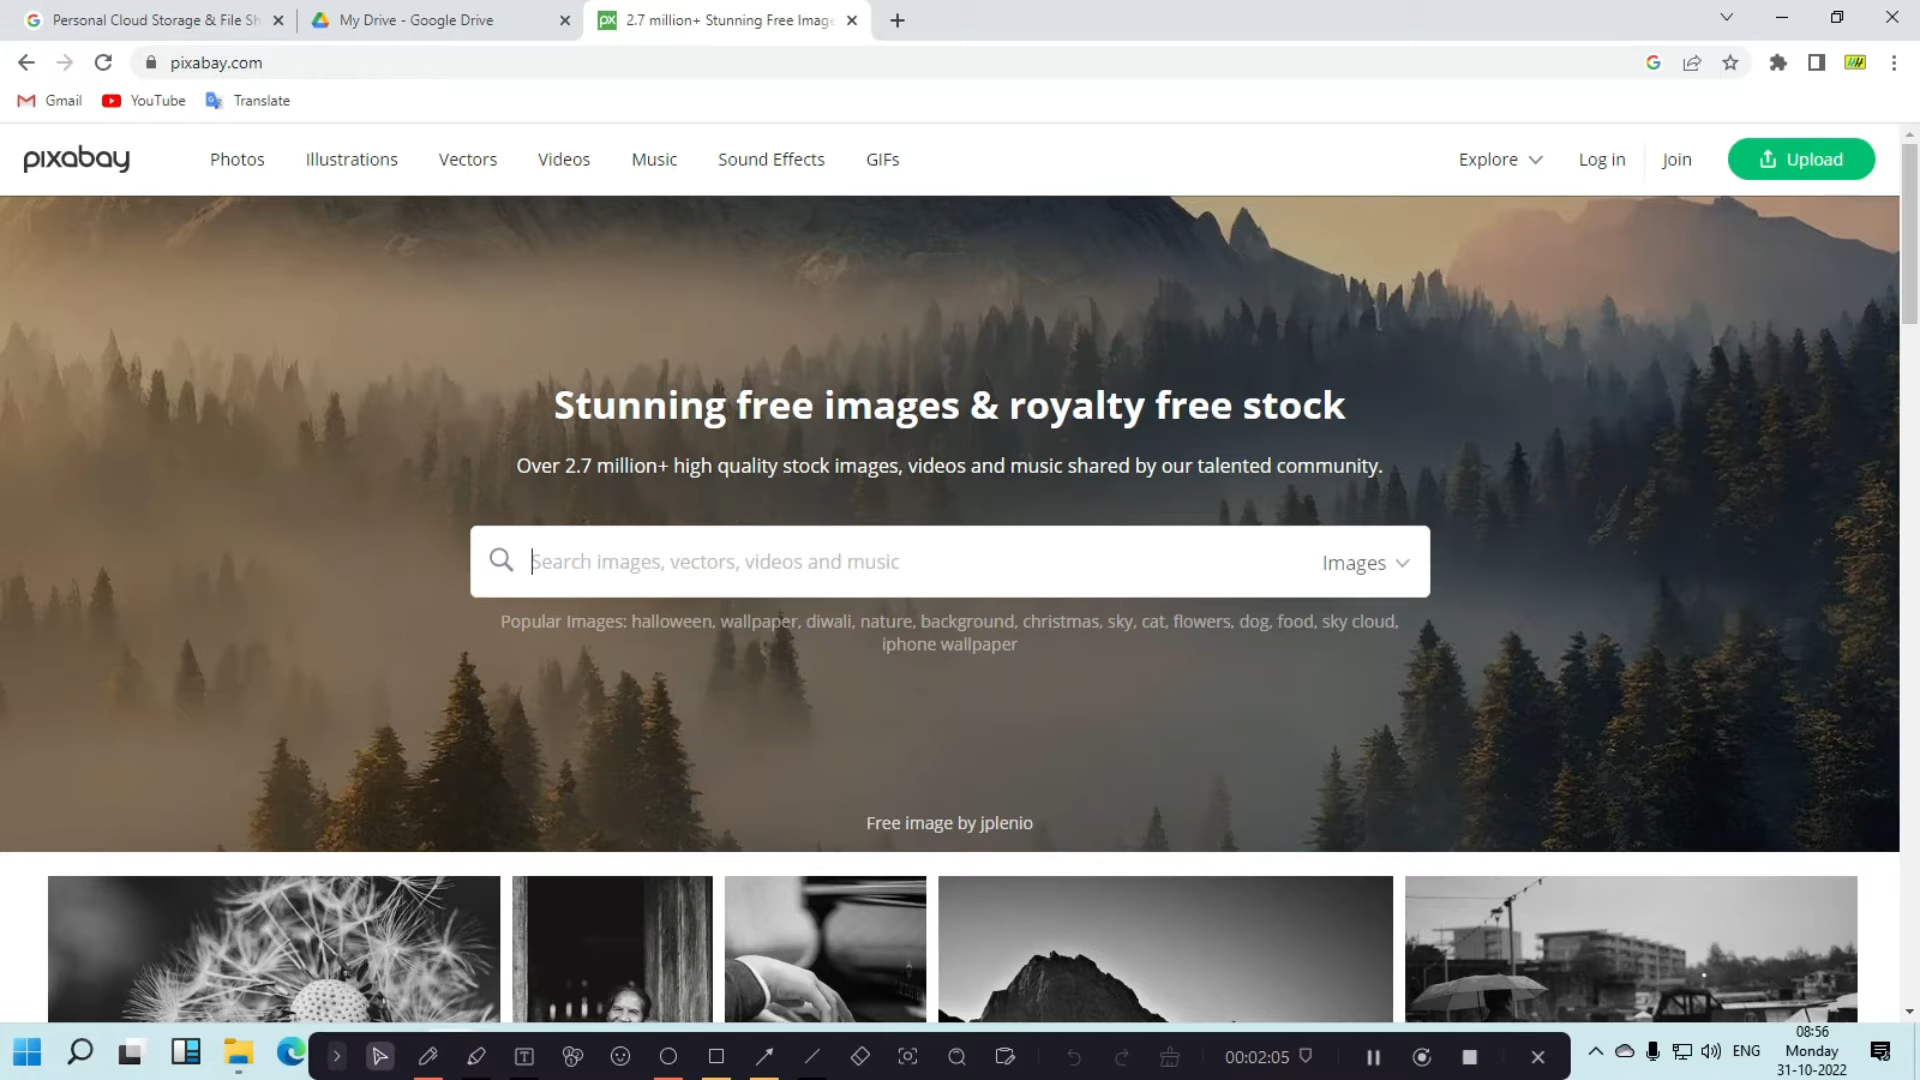 Personal Cloud Storage & File Sh
My Drive - Google Drive
2.7 million+ Stunning Free Image
pixabay.com
Gmail
YouTube
Translate
pixabay
Photos
Illustrations
Vectors
Videos
Music
Sound Effects
GIFs
Explore
Log in
Join
Upload
Stunning free images & royalty free stock
Over 2.7 million+ high quality stock images, videos and music shared by our talented community.
Search images, vectors, videos and music
Images
Popular Images: halloween, wallpaper, diwali, nature, background, christmas, sky, cat, flowers, dog, food, sky cloud,
iphone wallpaper
Free image by jplenio
00:02:05
ENG
08:56
Monday
31-10-2022